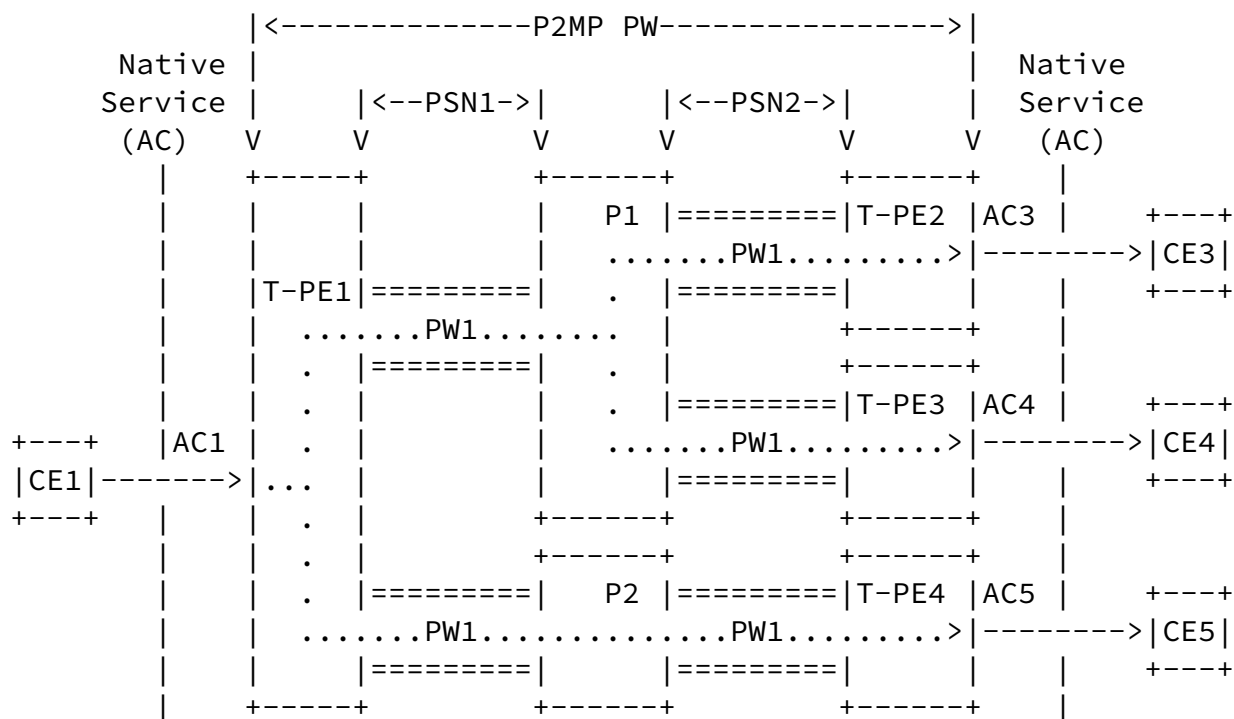 |<--------------P2MP PW---------------->|
Native | | Native
Service | |<--PSN1->| |<--PSN2->| | Service
(AC) V V V V V V (AC)
| +-----+ +------+ +------+ |
| | | | P1 |=========|T-PE2 |AC3 | +---+
| | | | .......PW1.........>|-------->|CE3|
| |T-PE1|=========| . |=========| | | +---+
| | .......PW1........ | +------+ |
| | . |=========| . | +------+ |
| | . | | . |=========|T-PE3 |AC4 | +---+
+---+ |AC1 | . | | .......PW1.........>|-------->|CE4|
|CE1|------->|... | | |=========| | | +---+
+---+ | | . | +------+ +------+ |
| | . | +------+ +------+ |
| | . |=========| P2 |=========|T-PE4 |AC5 | +---+
| | .......PW1..............PW1.........>|-------->|CE5|
| | |=========| |=========| | | +---+
| +-----+ +------+ +------+ |